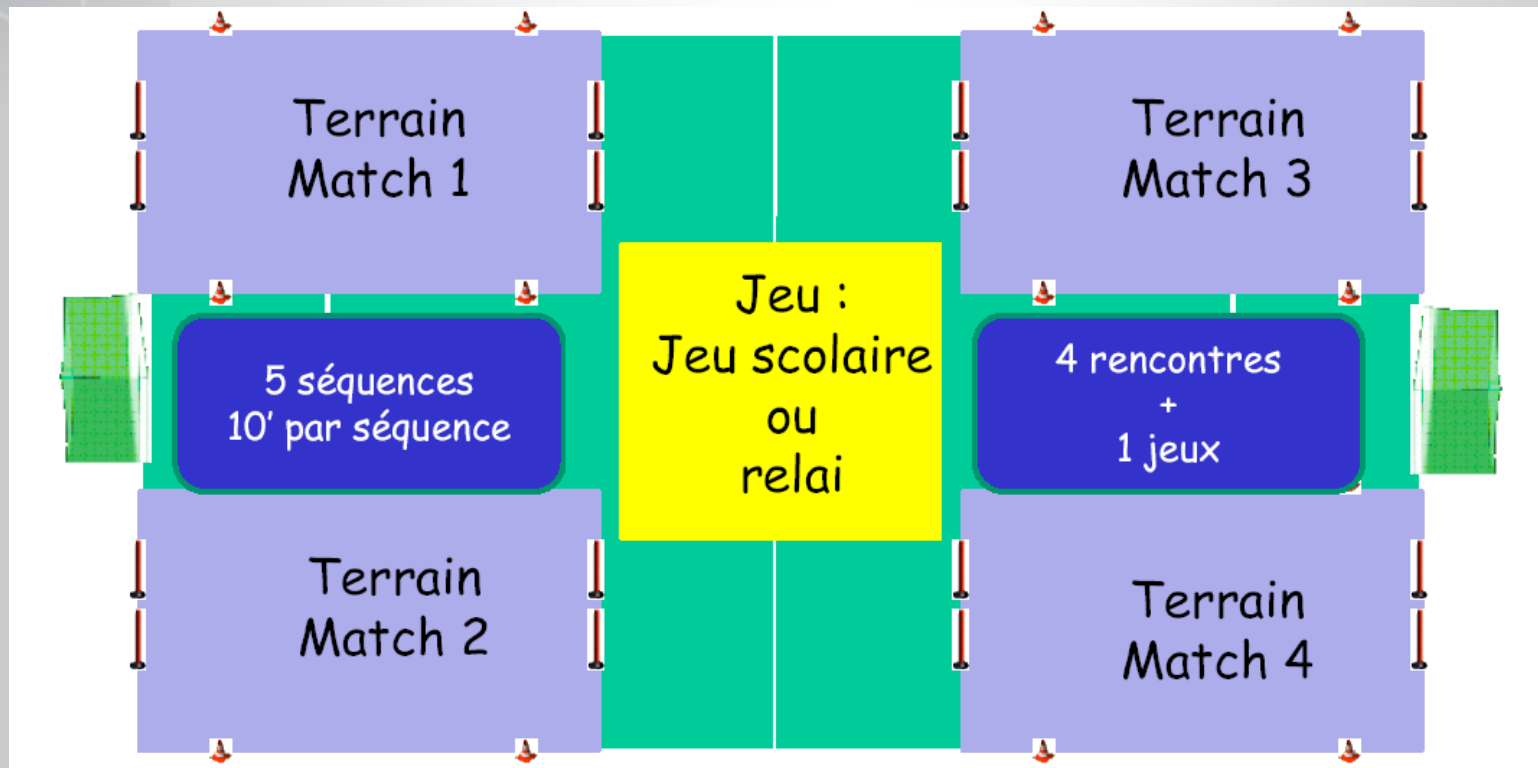 Terrain
Match 1
Terrain
Match 3
Jeu :
Jeu scolaire
ou
relai
5 séquences
10' par séquence
4 rencontres
+
1 jeux
Terrain
Match 2
Terrain
Match 4